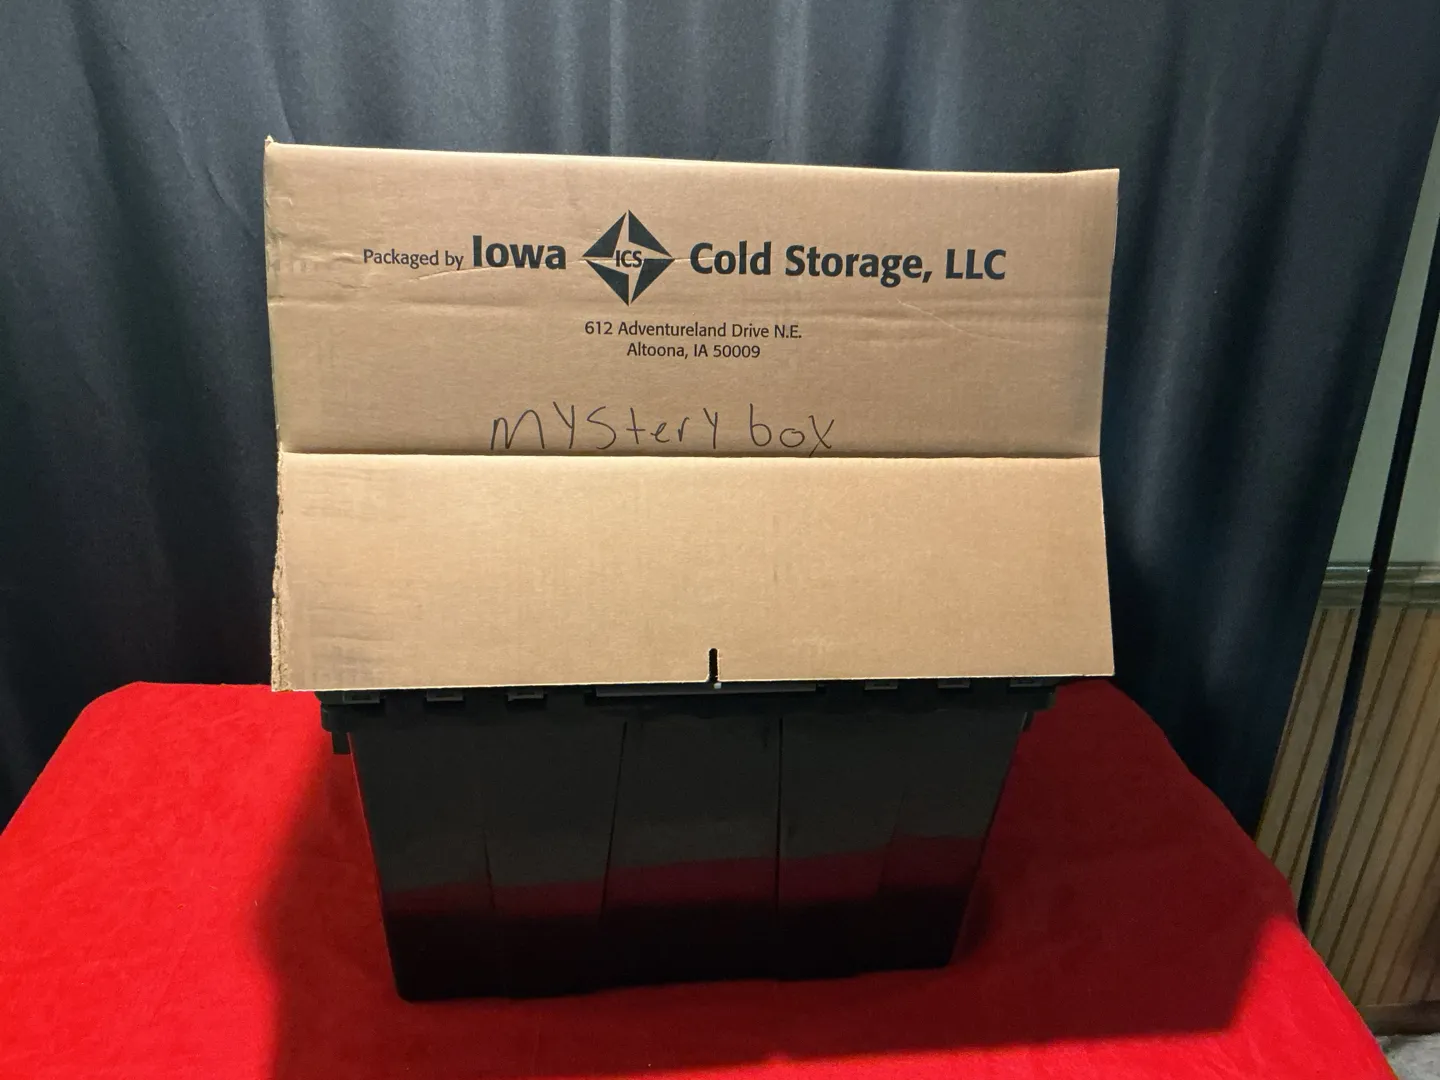 Packaged by Iowa ICS Cold Storage, LLC
612 Adventureland Drive N.E.
Altoona, IA 50009
mystery box